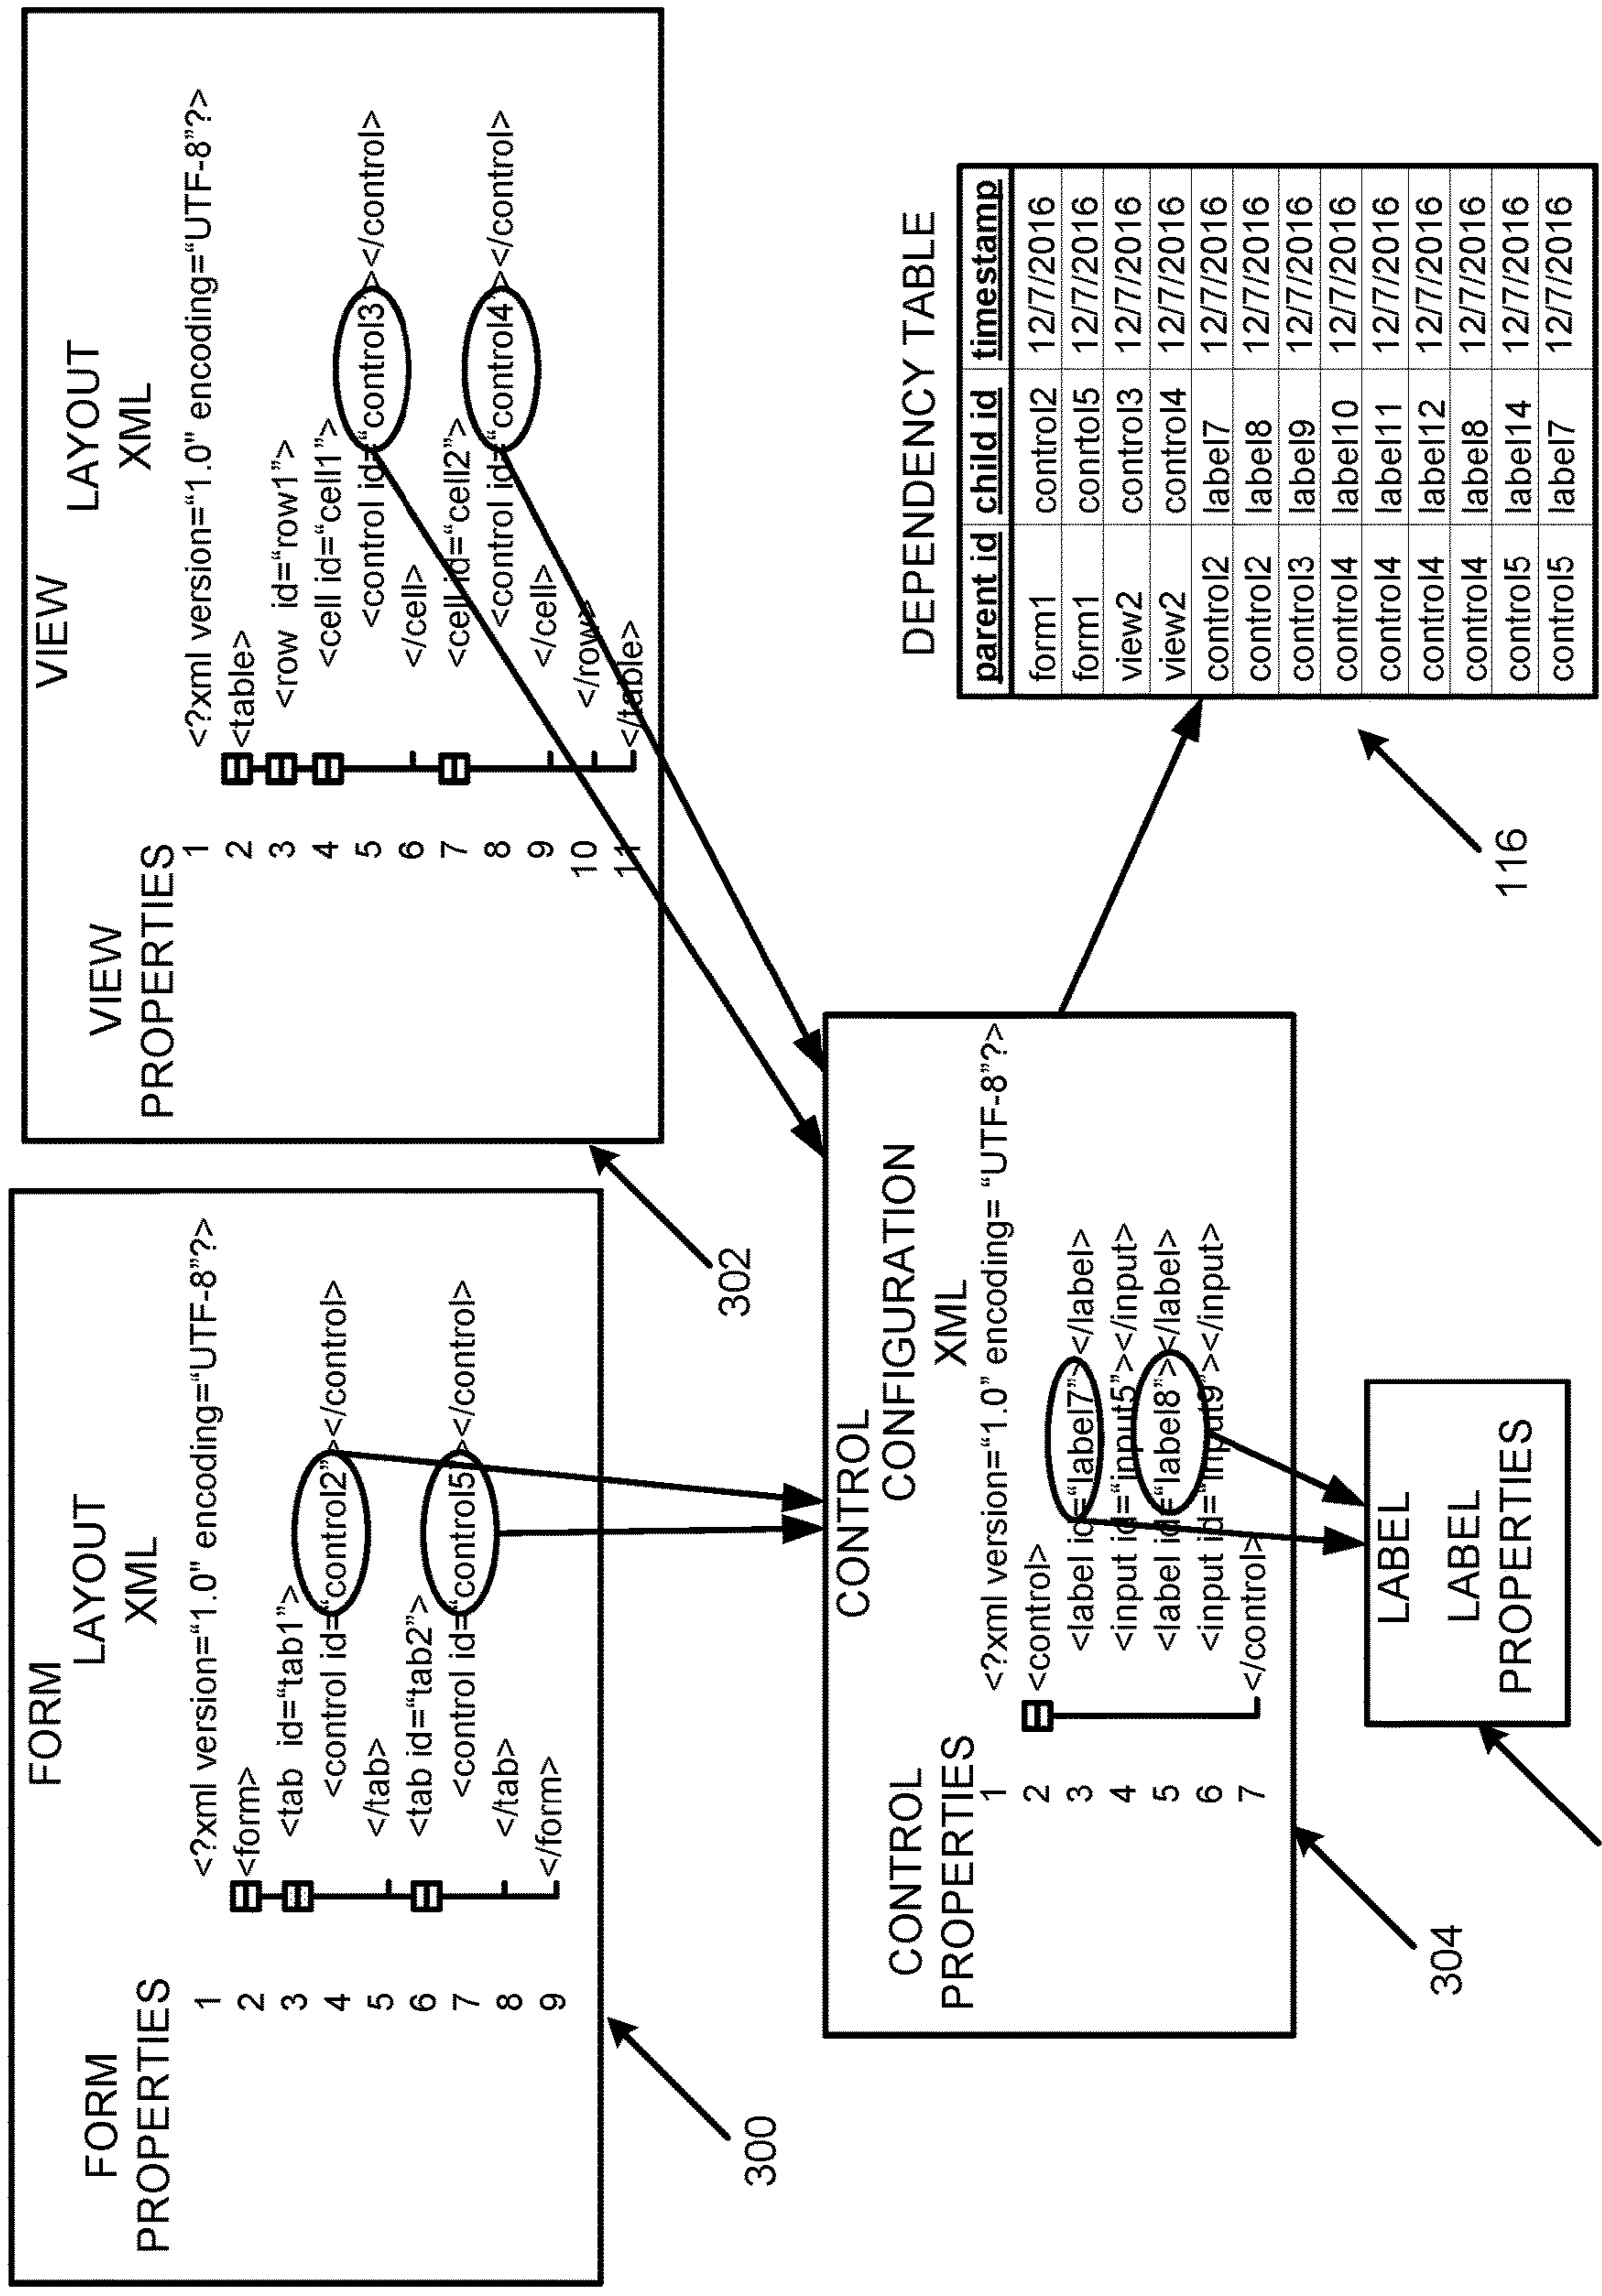 FORM
FORM PROPERTIES
LAYOUT XML
1 <?xml version="1.0" encoding="UTF-8"?>
2 <form>
3 <tab id="tab1">
4 <control id="control2"></control>
5 </tab>
6 <tab id="tab2">
7 <control id="control5></control>
8 </tab>
9 </form>
300
VIEW
VIEW PROPERTIES
LAYOUT XML
1 <?xml version="1.0" encoding="UTF-8"?>
2 <table>
3 <row id="row1">
4 <cell id="cell1">
5 <control id="control3></control>
6 </cell>
7 <cell id="cell2">
8 <control id="control4></control>
9 </cell>
10 </row>
11 </table>
302
CONTROL
CONTROL PROPERTIES
CONFIGURATION XML
1 <?xml version="1.0" encoding= "UTF-8"?>
2 <control>
3 <label id="label7"></label>
4 <input id="input5"></input>
5 <label id="label8"></label>
6 <input id="input9"></input>
7 </control>
304
LABEL
LABEL PROPERTIES
DEPENDENCY TABLE
parent id child id timestamp
form1 control2 12/7/2016
form1 conrtol5 12/7/2016
view2 control3 12/7/2016
view2 control4 12/7/2016
control2 label7 12/7/2016
control2 label8 12/7/2016
control3 label9 12/7/2016
control4 label10 12/7/2016
control4 label11 12/7/2016
control4 label12 12/7/2016
control4 label8 12/7/2016
control5 label14 12/7/2016
control5 label7 12/7/2016
116